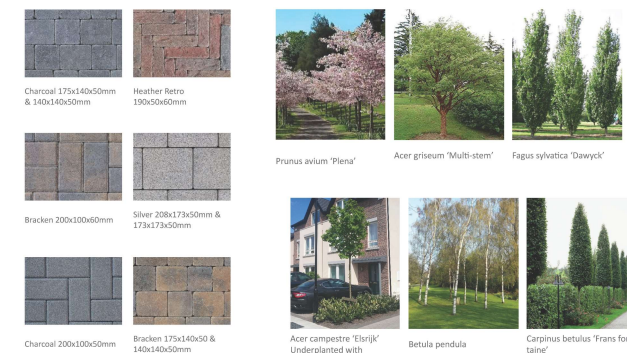 Charcoal 175x140x50mm
& 140x140x50mm
Heather Retro
190x50x60mm
Bracken 200x100x60mm
Silver 208x173x50mm &
173x173x50mm
Charcoal 200x100x50mm
Bracken 175x140x50 &
140x140x50mm
Prunus avium ‘Plena’
Acer griseum ‘Multi-stem’
Fagus sylvatica ‘Dawyck’
Acer campestre ‘Elsrijk’
Underplanted with
Betula pendula
Carpinus betulus ‘Frans fon
taine’